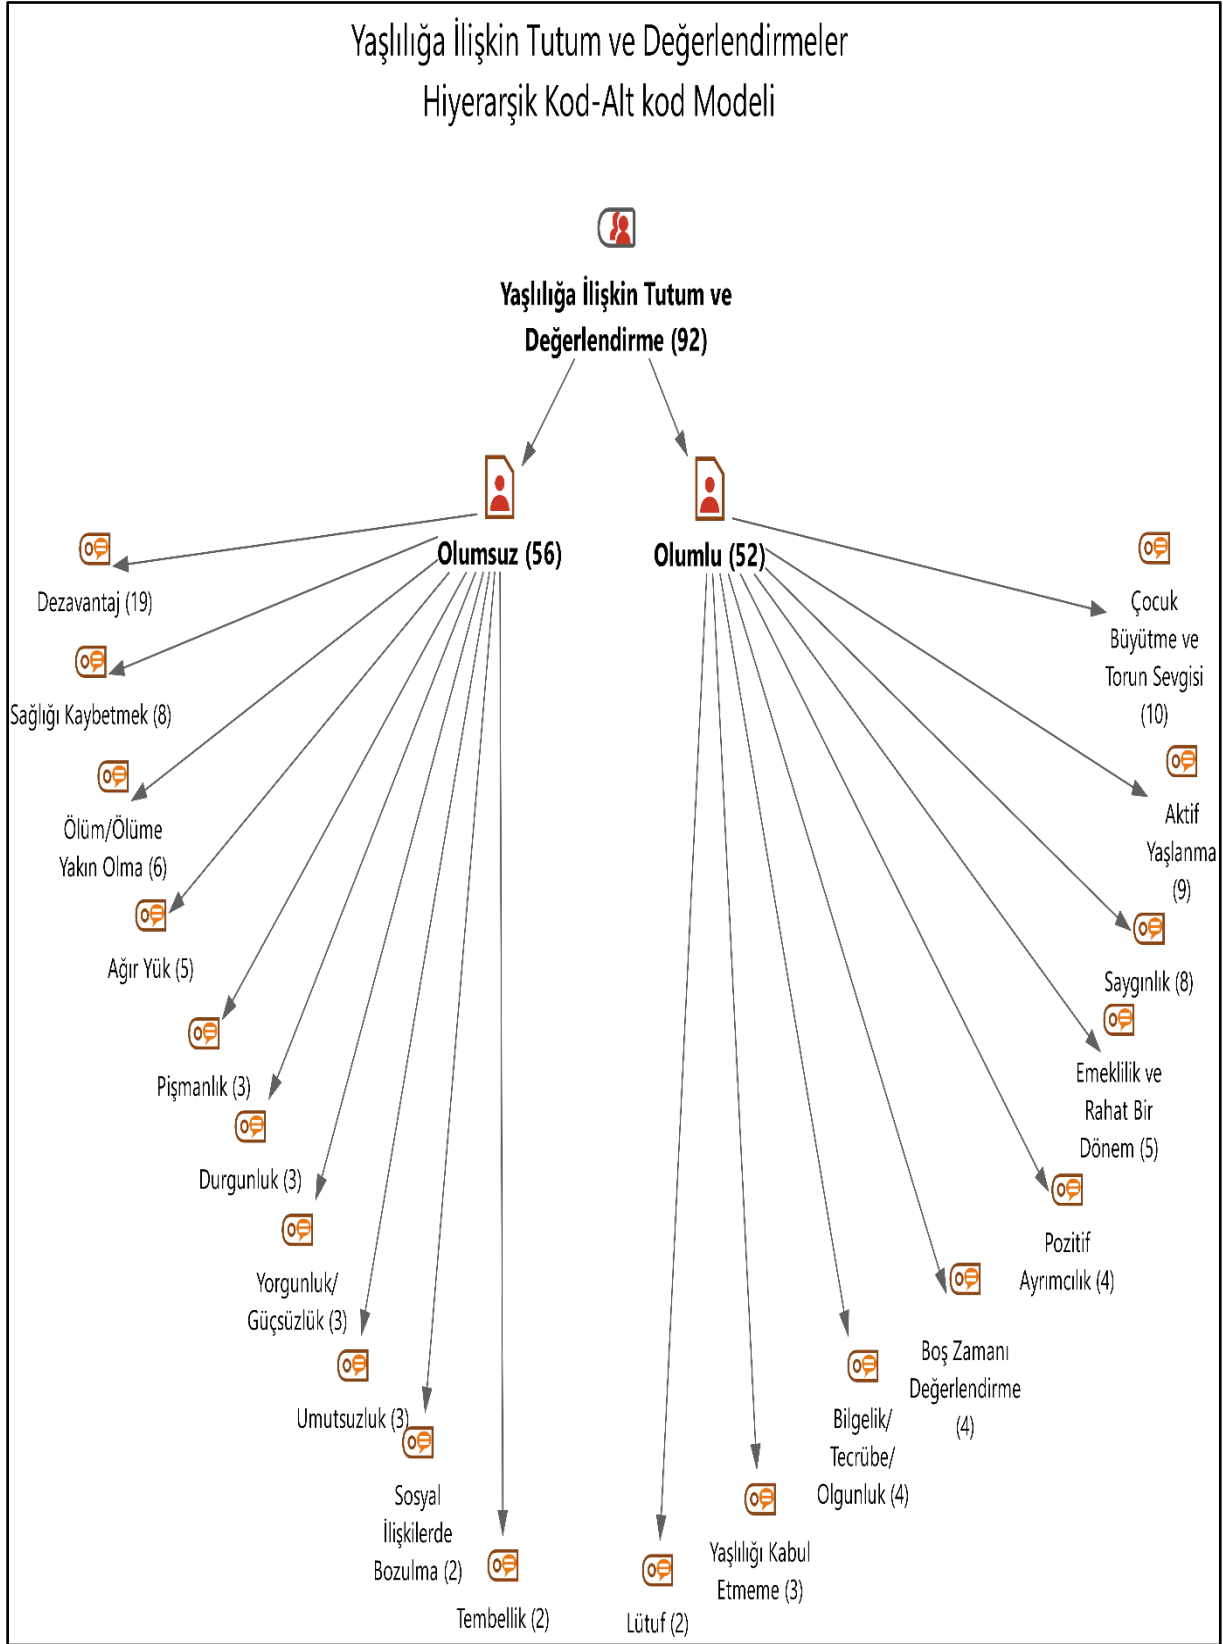 Yaşlılığa İlişkin Tutum ve Değerlendirmeler
Hiyerarşik Kod-Alt kod Modeli
Yaşlılığa İlişkin Tutum ve
Değerlendirme (92)
Olumsuz (56)
Olumlu (52)
Dezavantaj (19)
Sağlığı Kaybetmek (8)
Ölüm/Ölüme
Yakın Olma (6)
Ağır Yük (5)
Pişmanlık (3)
Durgunluk (3)
Yorgunluk/
Güçsüzlük (3)
Umutsuzluk (3)
Sosyal
İlişkilerde
Bozulma (2)
Tembellik (2)
Çocuk
Büyütme ve
Torun Sevgisi
(10)
Aktif
Yaşlanma
(9)
Saygınlık (8)
Emeklilik ve
Rahat Bir
Dönem (5)
Pozitif
Ayrımcılık (4)
Boş Zamanı
Değerlendirme
(4)
Bilgelik/
Tecrübe/
Olgunluk (4)
Yaşlılığı Kabul
Etmeme (3)
Lütuf (2)